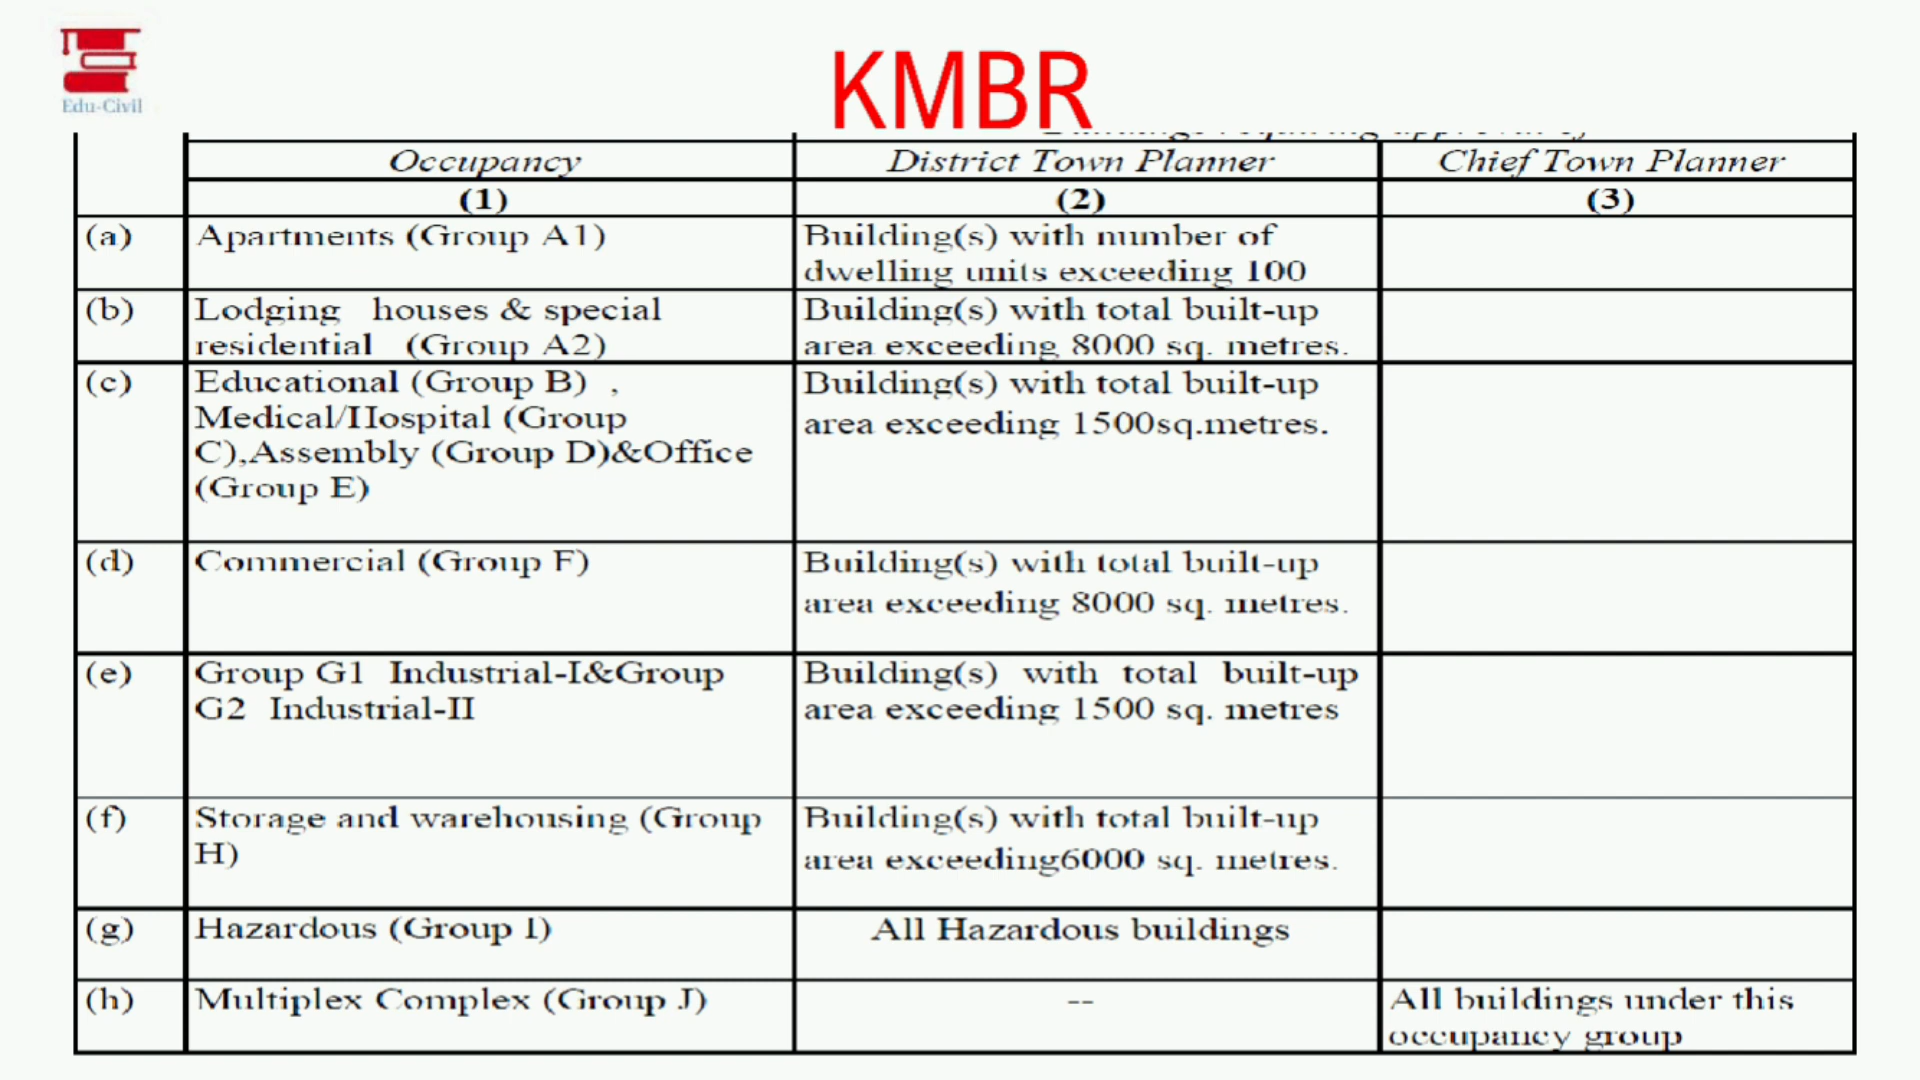 Edu-Civil
KMBR
Occupancy
District Town Planner
Chief Town Planner
(1)
(2)
(3)
(a)
Apartments (Group A1)
Building(s) with number of
dwelling units exceeding 100
(b)
Lodging houses & special
residential (Group A2)
Building(s) with total built-up
area exceeding 8000 sq. metres.
(c)
Educational (Group B) ,
Medical/Hospital (Group
C),Assembly (Group D)&Office
(Group E)
Building(s) with total built-up
area exceeding 1500sq.metres.
(d)
Commercial (Group F)
Building(s) with total built-up
area exceeding 8000 sq. metres.
(e)
Group G1 Industrial-I&Group
G2 Industrial-II
Building(s) with total built-up
area exceeding 1500 sq. metres
(f)
Storage and warehousing (Group
H)
Building(s) with total built-up
area exceeding6000 sq. metres.
(g)
Hazardous (Group I)
All Hazardous buildings
(h)
Multiplex Complex (Group J)
--
All buildings under this
occupancy group